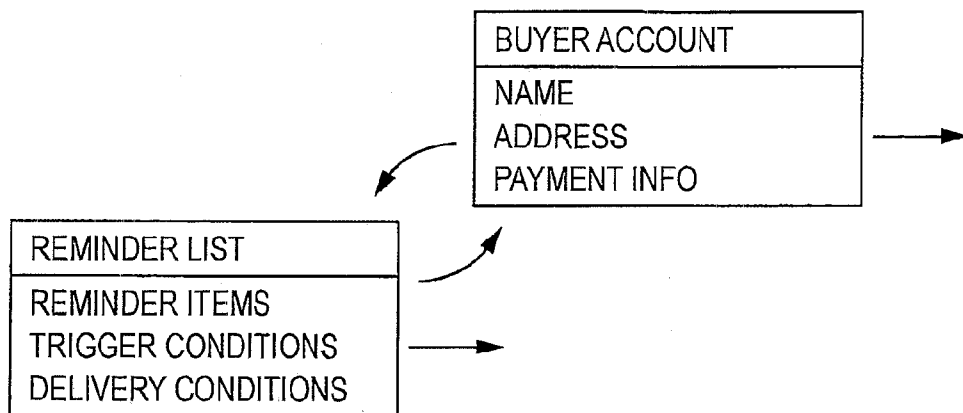 BUYER ACCOUNT
NAME
ADDRESS
PAYMENT INFO
REMINDER LIST
REMINDER ITEMS
TRIGGER CONDITIONS
DELIVERY CONDITIONS